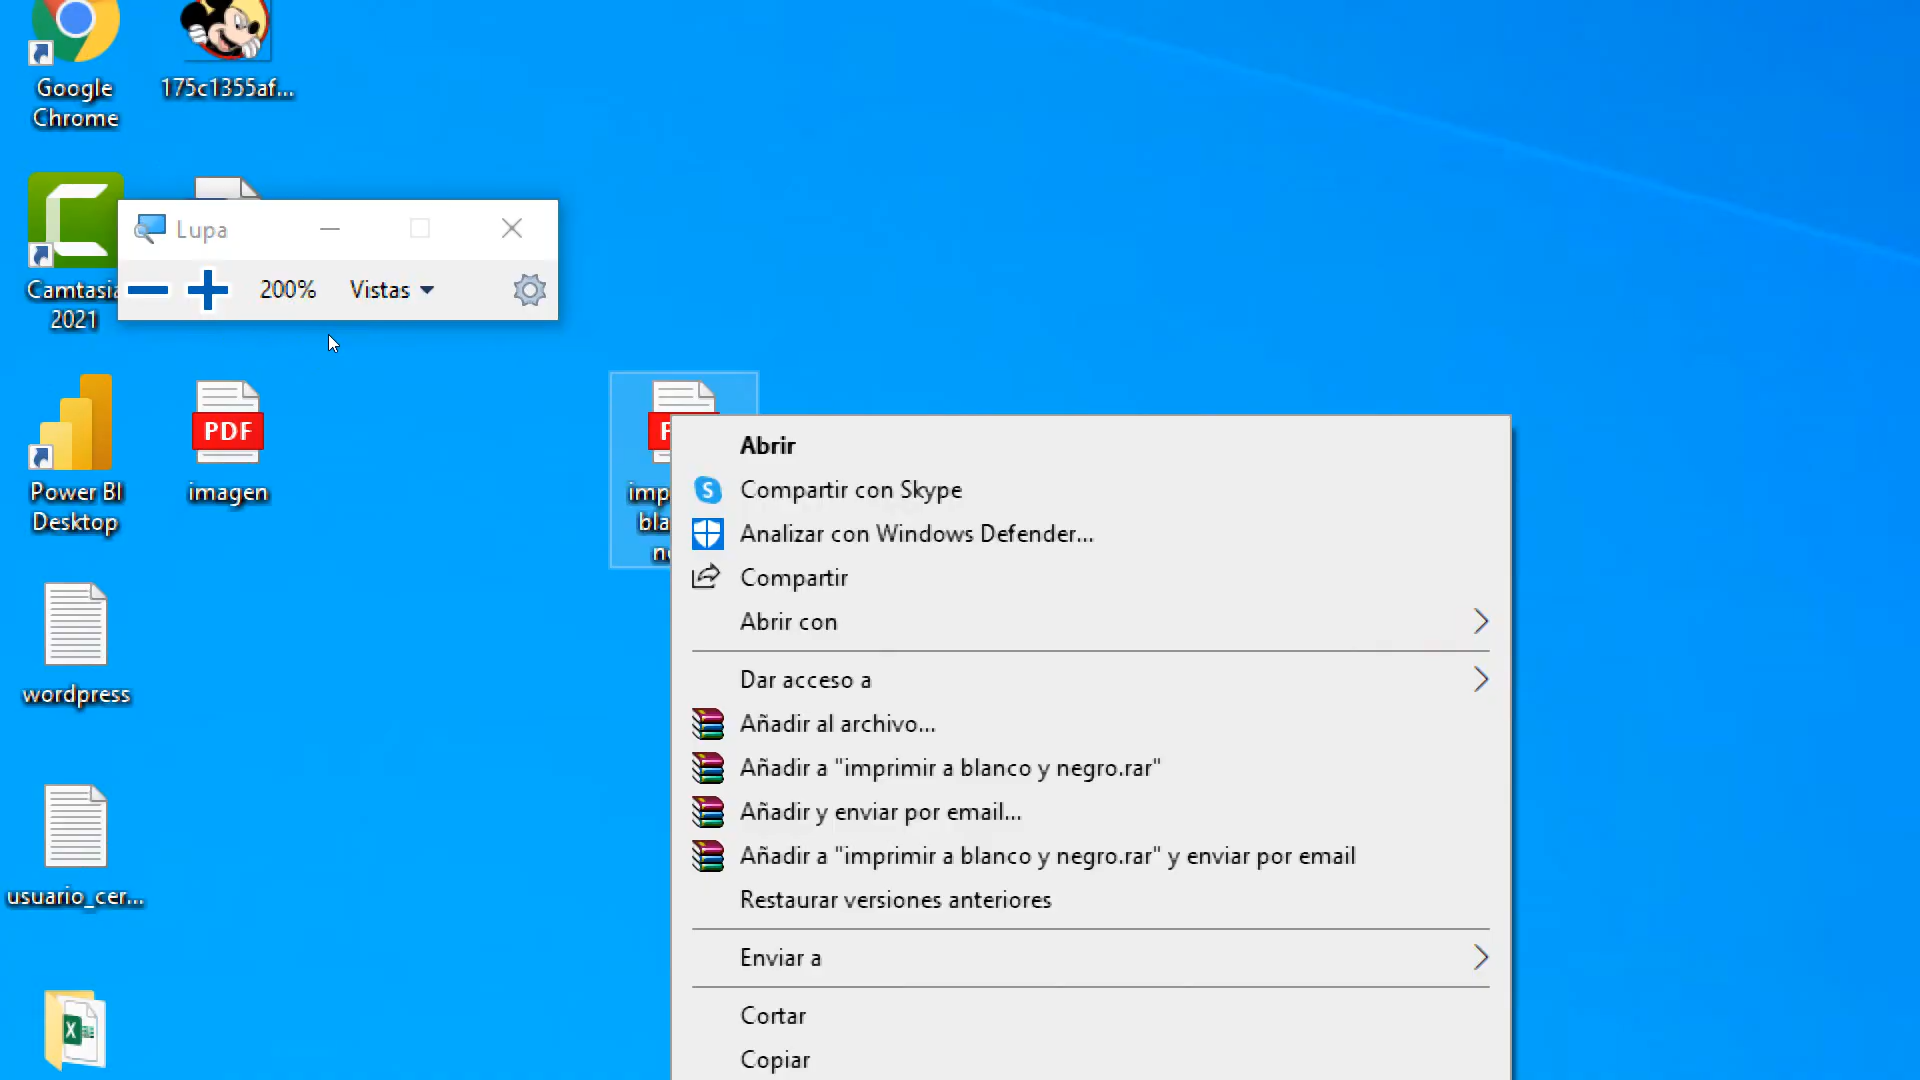 Google
Chrome
175c1355af...
Camtasia
2021
Lupa
200%
Vistas
Power BI
Desktop
PDF
imagen
wordpress
usuario_cer...
Abrir
S
Compartir con Skype
Analizar con Windows Defender...
Compartir
Abrir con
Dar acceso a
Añadir al archivo...
Añadir a "imprimir a blanco y negro.rar"
Añadir y enviar por email...
Añadir a "imprimir a blanco y negro.rar" y enviar por email
Restaurar versiones anteriores
Enviar a
Cortar
Copiar